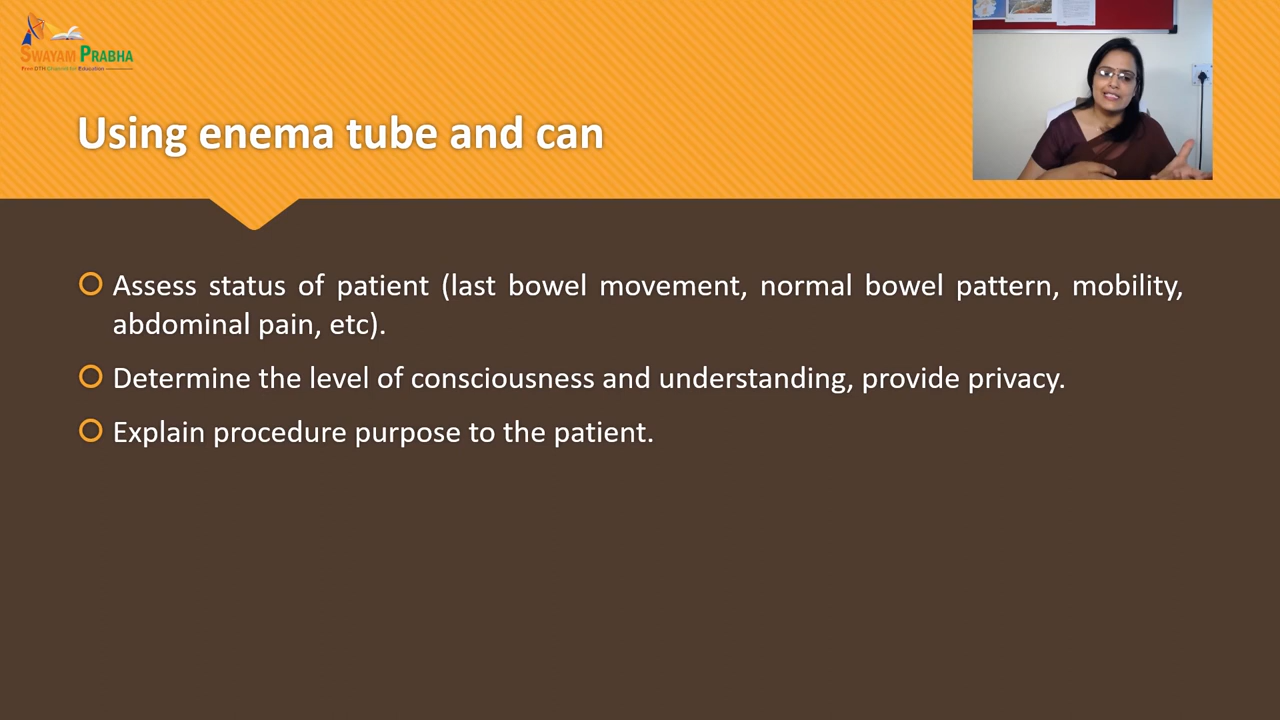 SWAYAM PRABHA
Free DTH Channel for Education
Using enema tube and can
Assess status of patient (last bowel movement, normal bowel pattern, mobility,
abdominal pain, etc).
Determine the level of consciousness and understanding, provide privacy.
Explain procedure purpose to the patient.